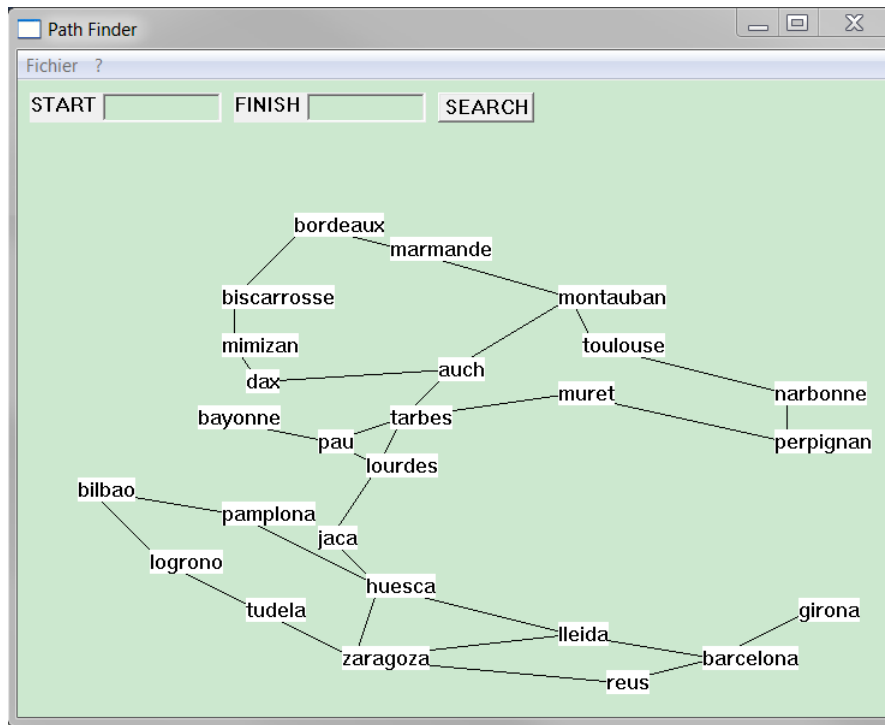 Path Finder
Fichier ?
START FINISH SEARCH
bordeaux
marmande
biscarrosse
montauban
mimizan
toulouse
auch
dax
muret
narbonne
bayonne
tarbes
pau
perpignan
lourdes
bilbao
pamplona
jaca
logrono
huesca
tudela
girona
lleida
zaragoza
barcelona
reus